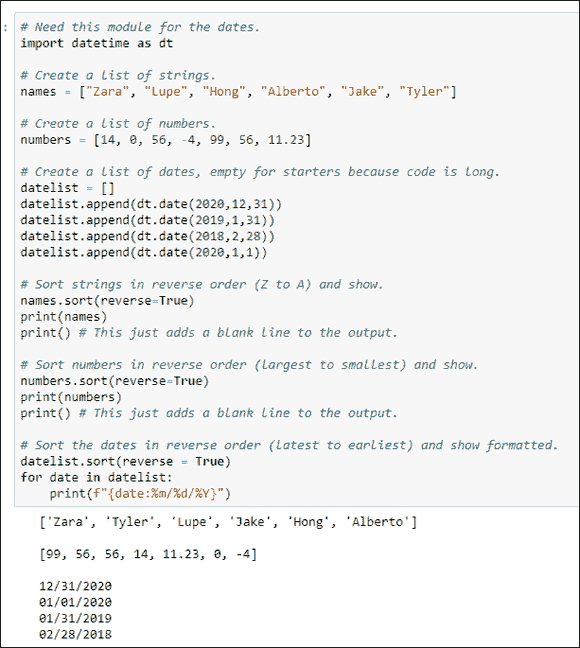 :
# Need this module for the dates.
import datetime as dt
# Create a list of strings.
names = ["Zara", "Lupe", "Hong", "Alberto", "Jake", "Tyler"]
# Create a list of numbers.
numbers = [14, 0, 56, -4, 99, 56, 11.23]
# Create a list of dates, empty for starters because code is long.
datelist = []
datelist.append(dt.date(2020,12,31))
datelist.append(dt.date(2019,1,31))
datelist.append(dt.date(2018,2,28))
datelist.append(dt.date(2020,1,1))
# Sort strings in reverse order (Z to A) and show.
names.sort(reverse=True)
print(names)
print() # This just adds a blank line to the output.
# Sort numbers in reverse order (largest to smallest) and show.
numbers.sort(reverse=True)
print(numbers)
print() # This just adds a blank line to the output.
# Sort the dates in reverse order (latest to earliest) and show formatted.
datelist.sort(reverse = True)
for date in datelist:
    print(f"{date:%m/%d/%Y}")
['Zara', 'Tyler', 'Lupe', 'Jake', 'Hong', 'Alberto']
[99, 56, 56, 14, 11.23, 0, -4]
12/31/2020
01/01/2020
01/31/2019
02/28/2018